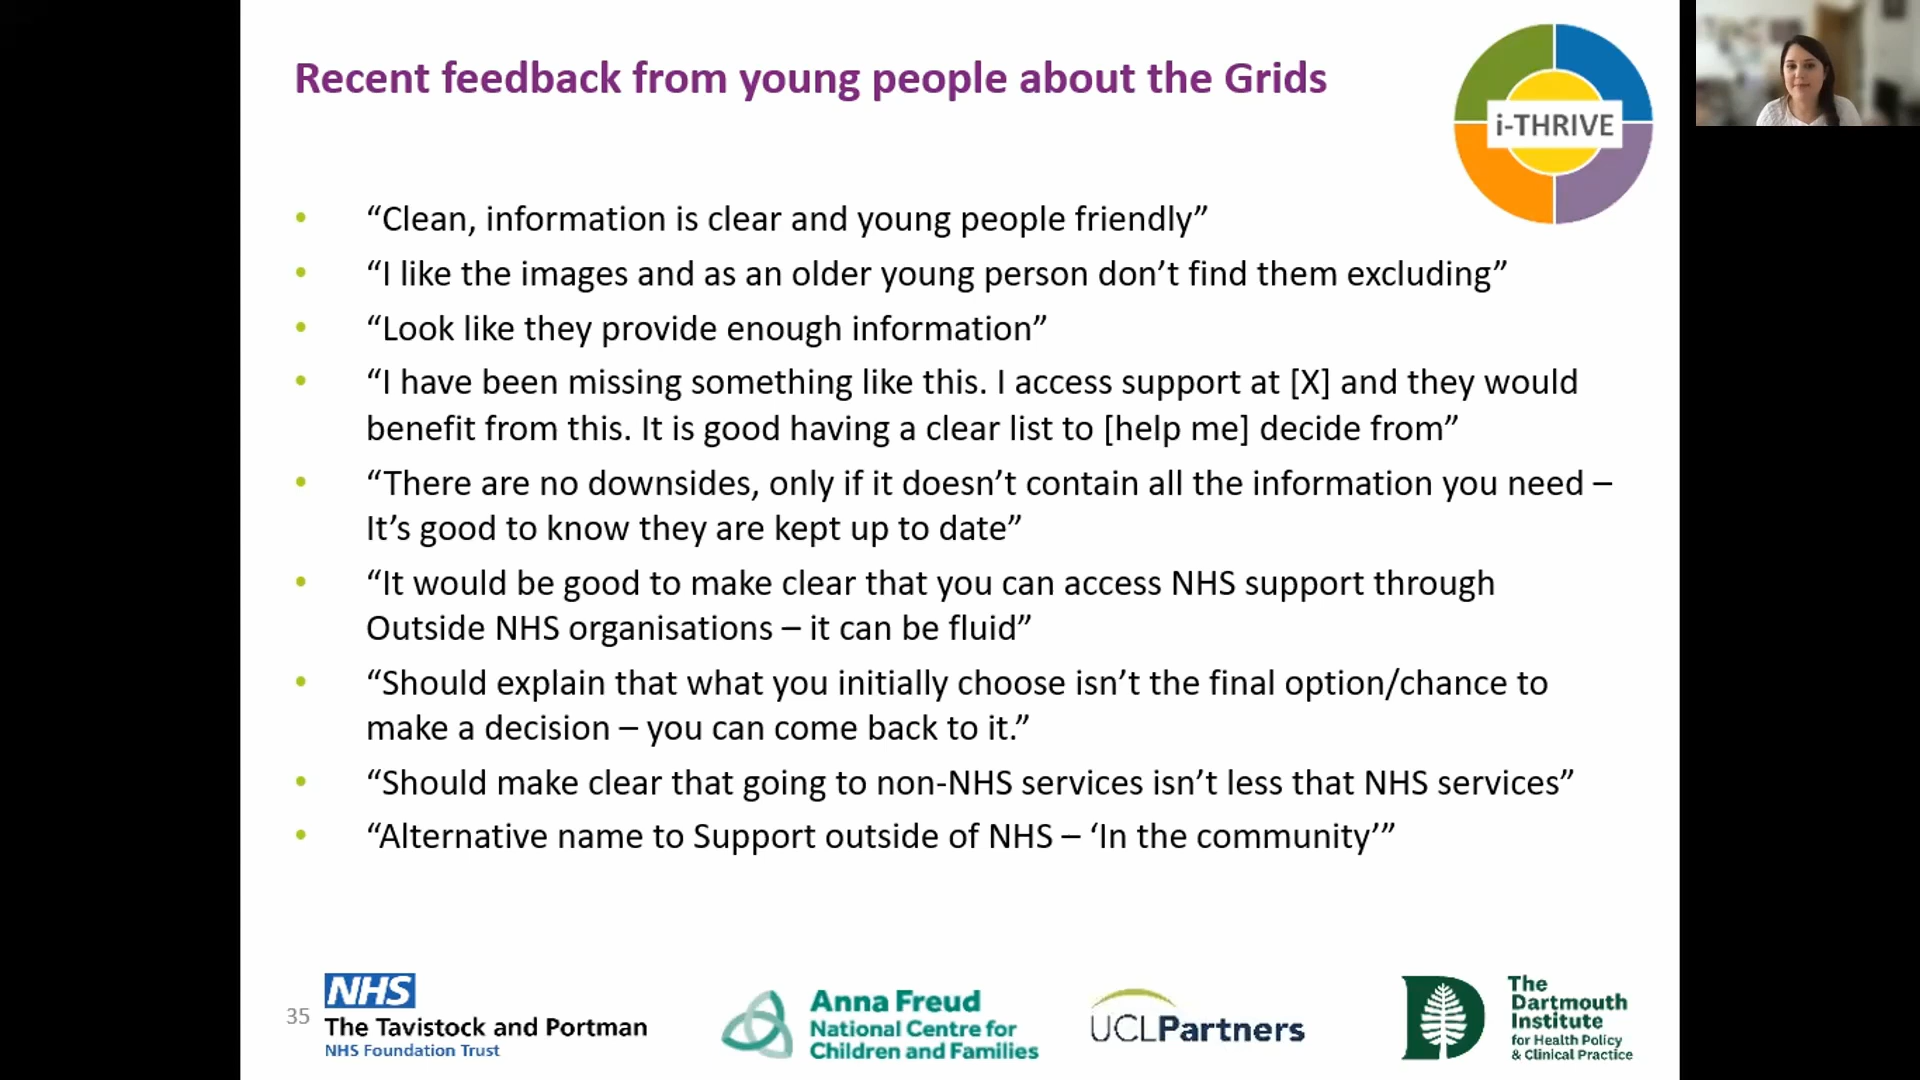 Recent feedback from young people about the Grids
i-THRIVE
• “Clean, information is clear and young people friendly”
• “I like the images and as an older young person don’t find them excluding”
• “Look like they provide enough information”
• “I have been missing something like this. I access support at [X] and they would
benefit from this. It is good having a clear list to [help me] decide from”
• “There are no downsides, only if it doesn’t contain all the information you need –
It’s good to know they are kept up to date”
• “It would be good to make clear that you can access NHS support through
Outside NHS organisations – it can be fluid”
• “Should explain that what you initially choose isn’t the final option/chance to
make a decision – you can come back to it.”
• “Should make clear that going to non-NHS services isn’t less that NHS services”
• “Alternative name to Support outside of NHS – ‘In the community’”
35
NHS
The Tavistock and Portman
NHS Foundation Trust
Anna Freud
National Centre for
Children and Families
UCLPartners
D
The
Dartmouth
Institute
for Health Policy
& Clinical Practice